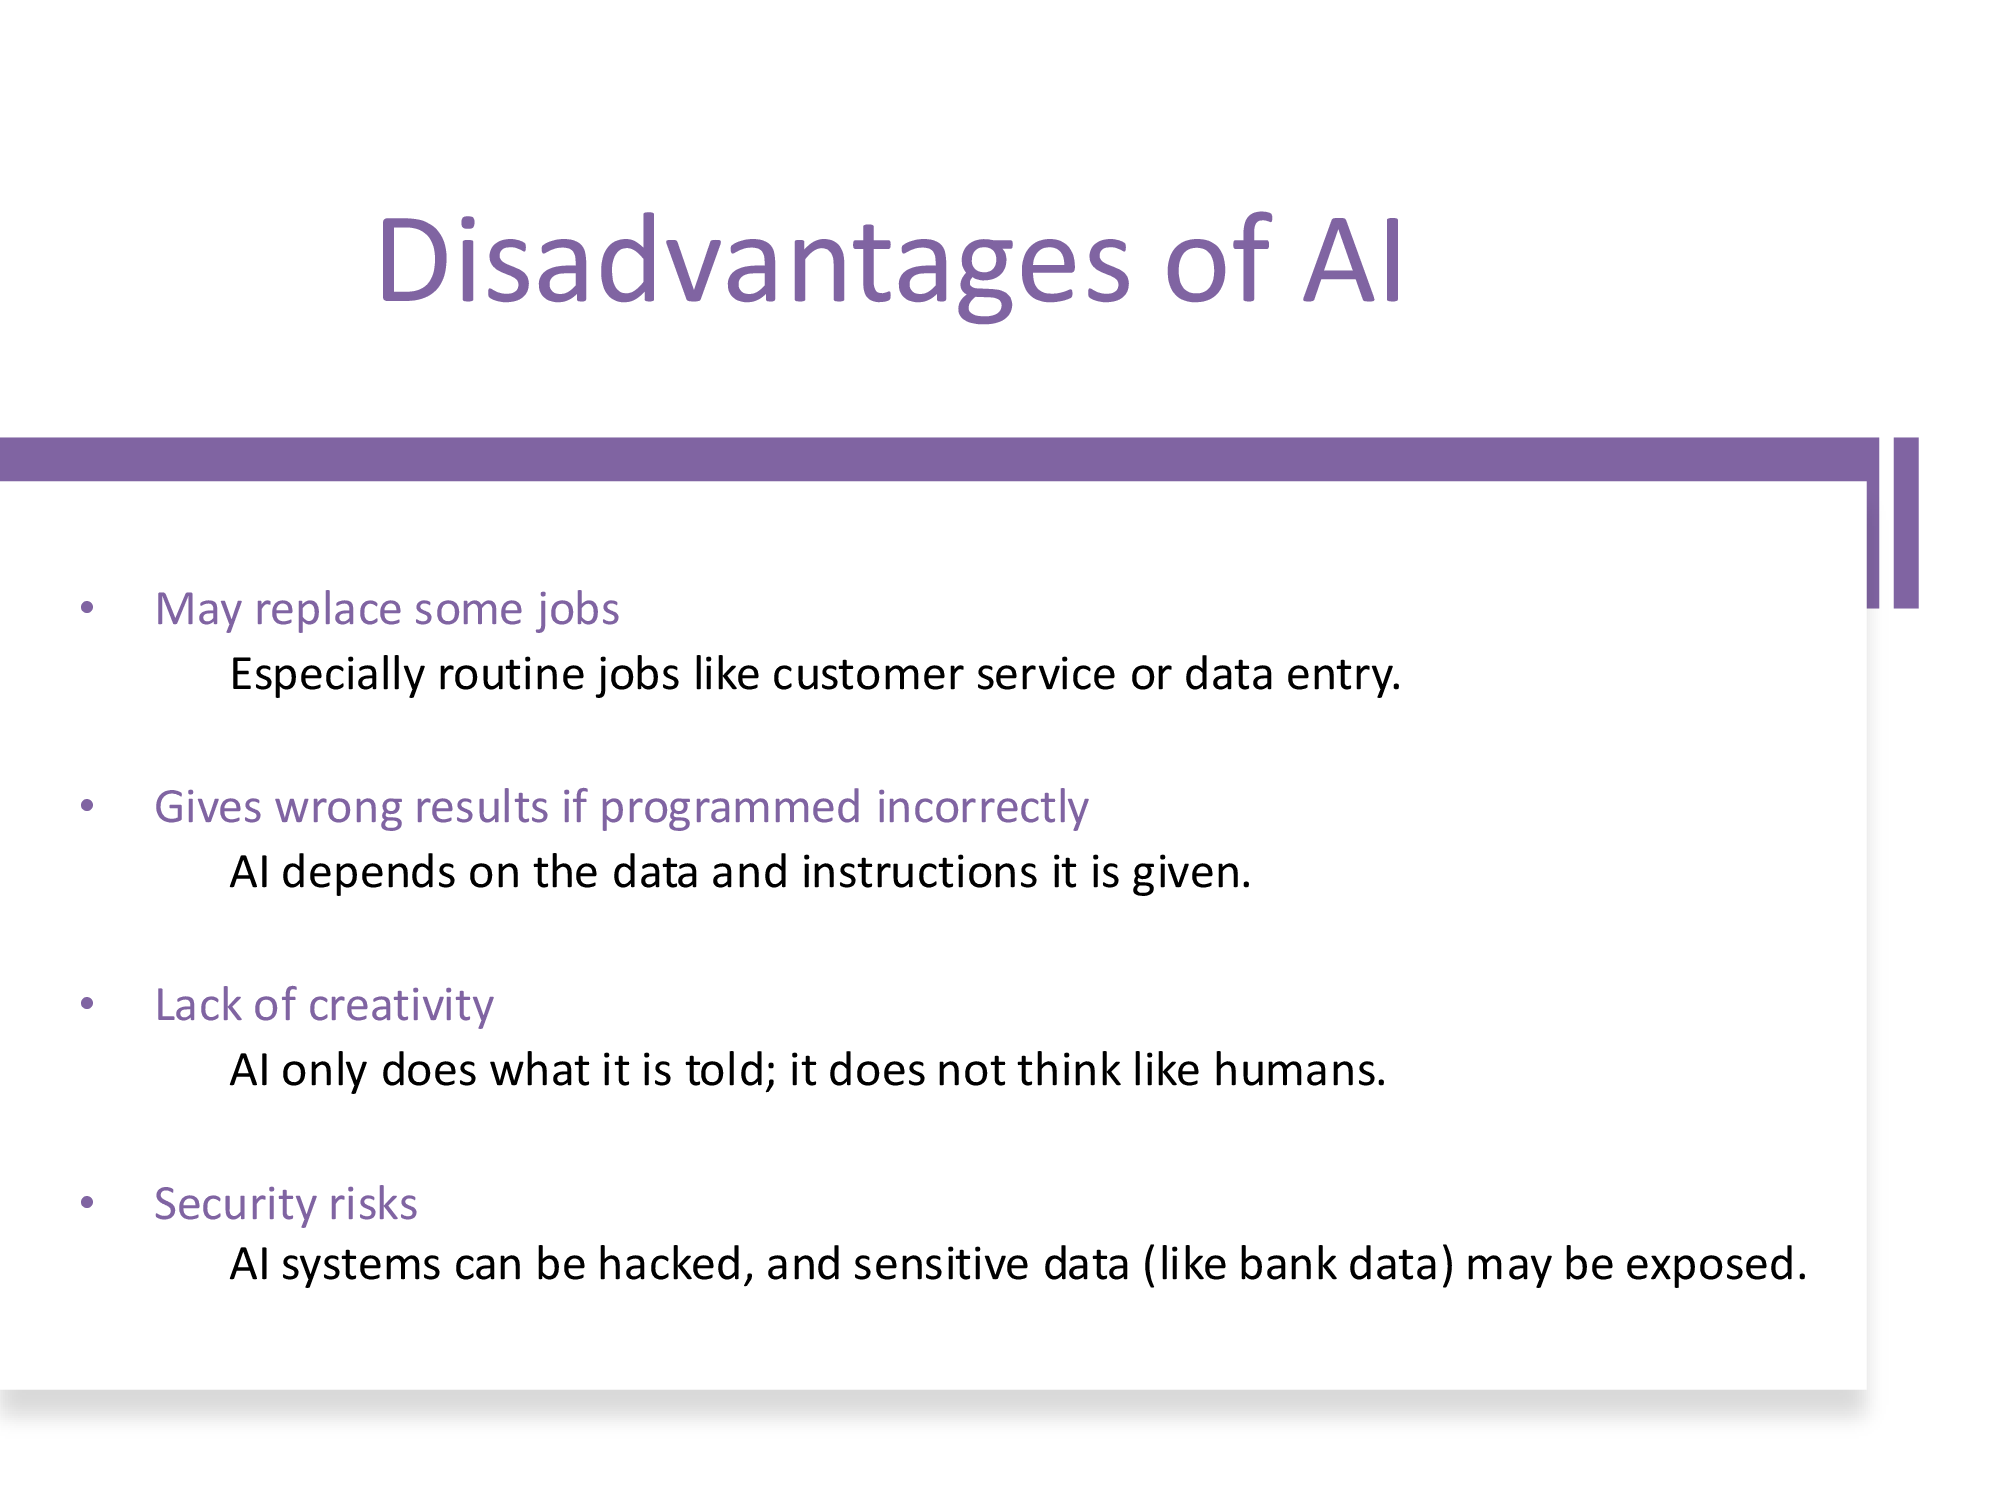 Disadvantages of AI
• May replace some jobs
Especially routine jobs like customer service or data entry.
• Gives wrong results if programmed incorrectly
AI depends on the data and instructions it is given.
• Lack of creativity
AI only does what it is told; it does not think like humans.
• Security risks
AI systems can be hacked, and sensitive data (like bank data) may be exposed.